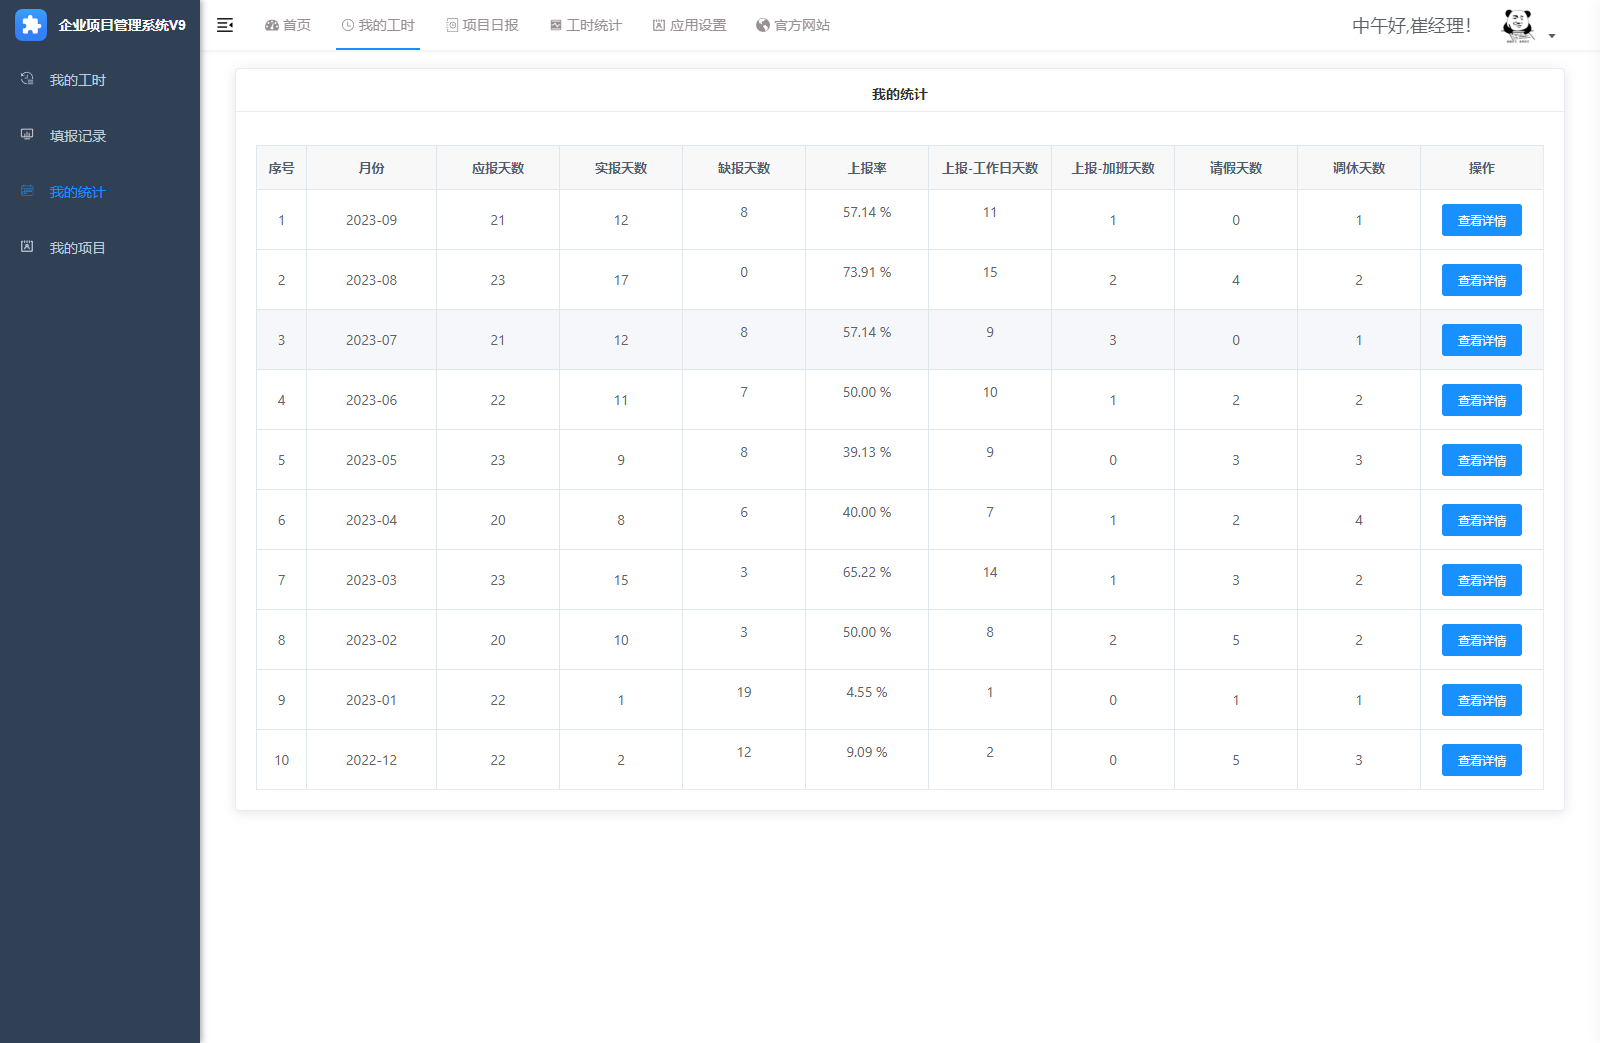 企业项目管理系统V9
首页 我的工时 项目日报 工时统计 应用设置 官方网站
中午好,崔经理!
我的工时
填报记录
我的统计
我的项目
我的统计
序号 月份 应报天数 实报天数 缺报天数 上报率 上报-工作日天数 上报-加班天数 请假天数 调休天数 操作
1 2023-09 21 12 8 57.14 % 11 1 0 1 查看详情
2 2023-08 23 17 0 73.91 % 15 2 4 2 查看详情
3 2023-07 21 12 8 57.14 % 9 3 0 1 查看详情
4 2023-06 22 11 7 50.00 % 10 1 2 2 查看详情
5 2023-05 23 9 8 39.13 % 9 0 3 3 查看详情
6 2023-04 20 8 6 40.00 % 7 1 2 4 查看详情
7 2023-03 23 15 3 65.22 % 14 1 3 2 查看详情
8 2023-02 20 10 3 50.00 % 8 2 5 2 查看详情
9 2023-01 22 1 19 4.55 % 1 0 1 1 查看详情
10 2022-12 22 2 12 9.09 % 2 0 5 3 查看详情